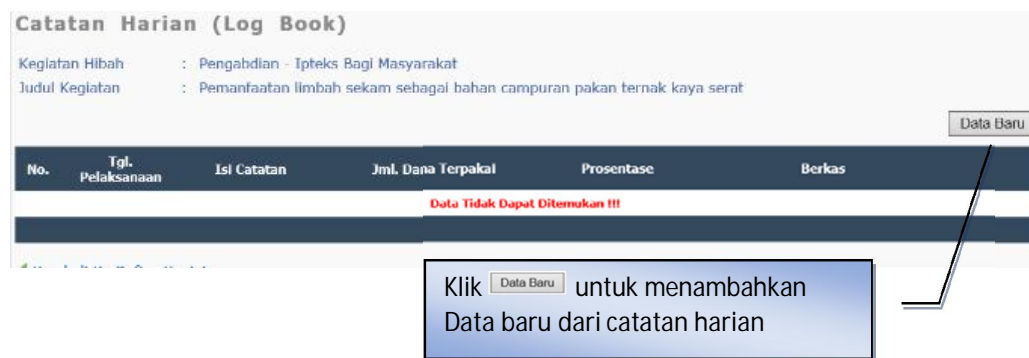 Catatan Harian (Log Book)
Kegiatan Hibah : Pengabdian - Ipteks Bagi Masyarakat
Judul Kegiatan : Pemanfaatan limbah sekam sebagai bahan campuran pakan ternak kaya serat
Data Baru
No. Tgl. Pelaksanaan Isi Catatan Jml. Dana Terpakai Prosentase Berkas
Data Tidak Dapat Ditemukan !!!
Klik Data Baru untuk menambahkan
Data baru dari catatan harian